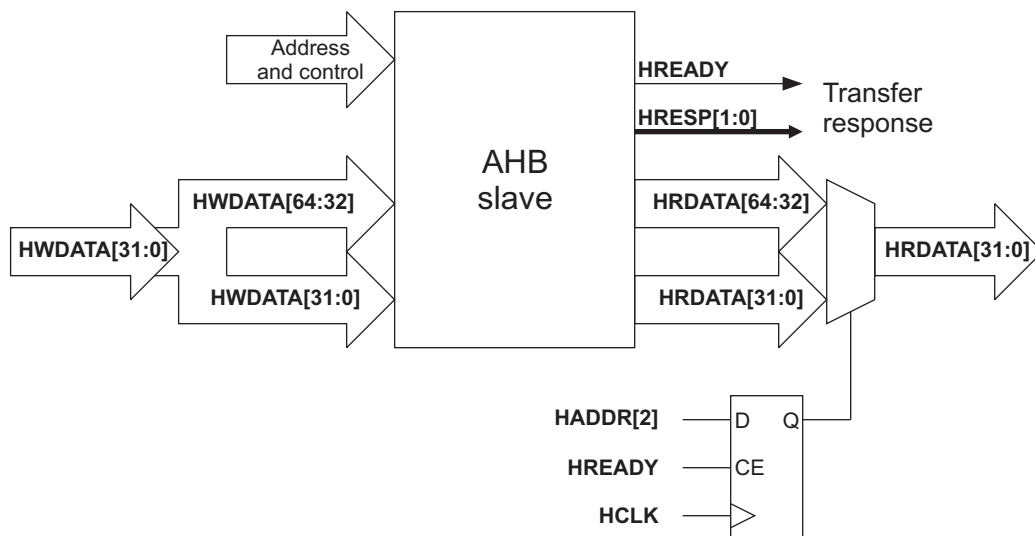 Address
and control
HREADY
HRESP[1:0]
Transfer
response
AHB
slave
HWDATA[64:32]
HRDATA[64:32]
HWDATA[31:0]
HRDATA[31:0]
HWDATA[31:0]
HRDATA[31:0]
HADDR[2]
D
Q
HREADY
CE
HCLK